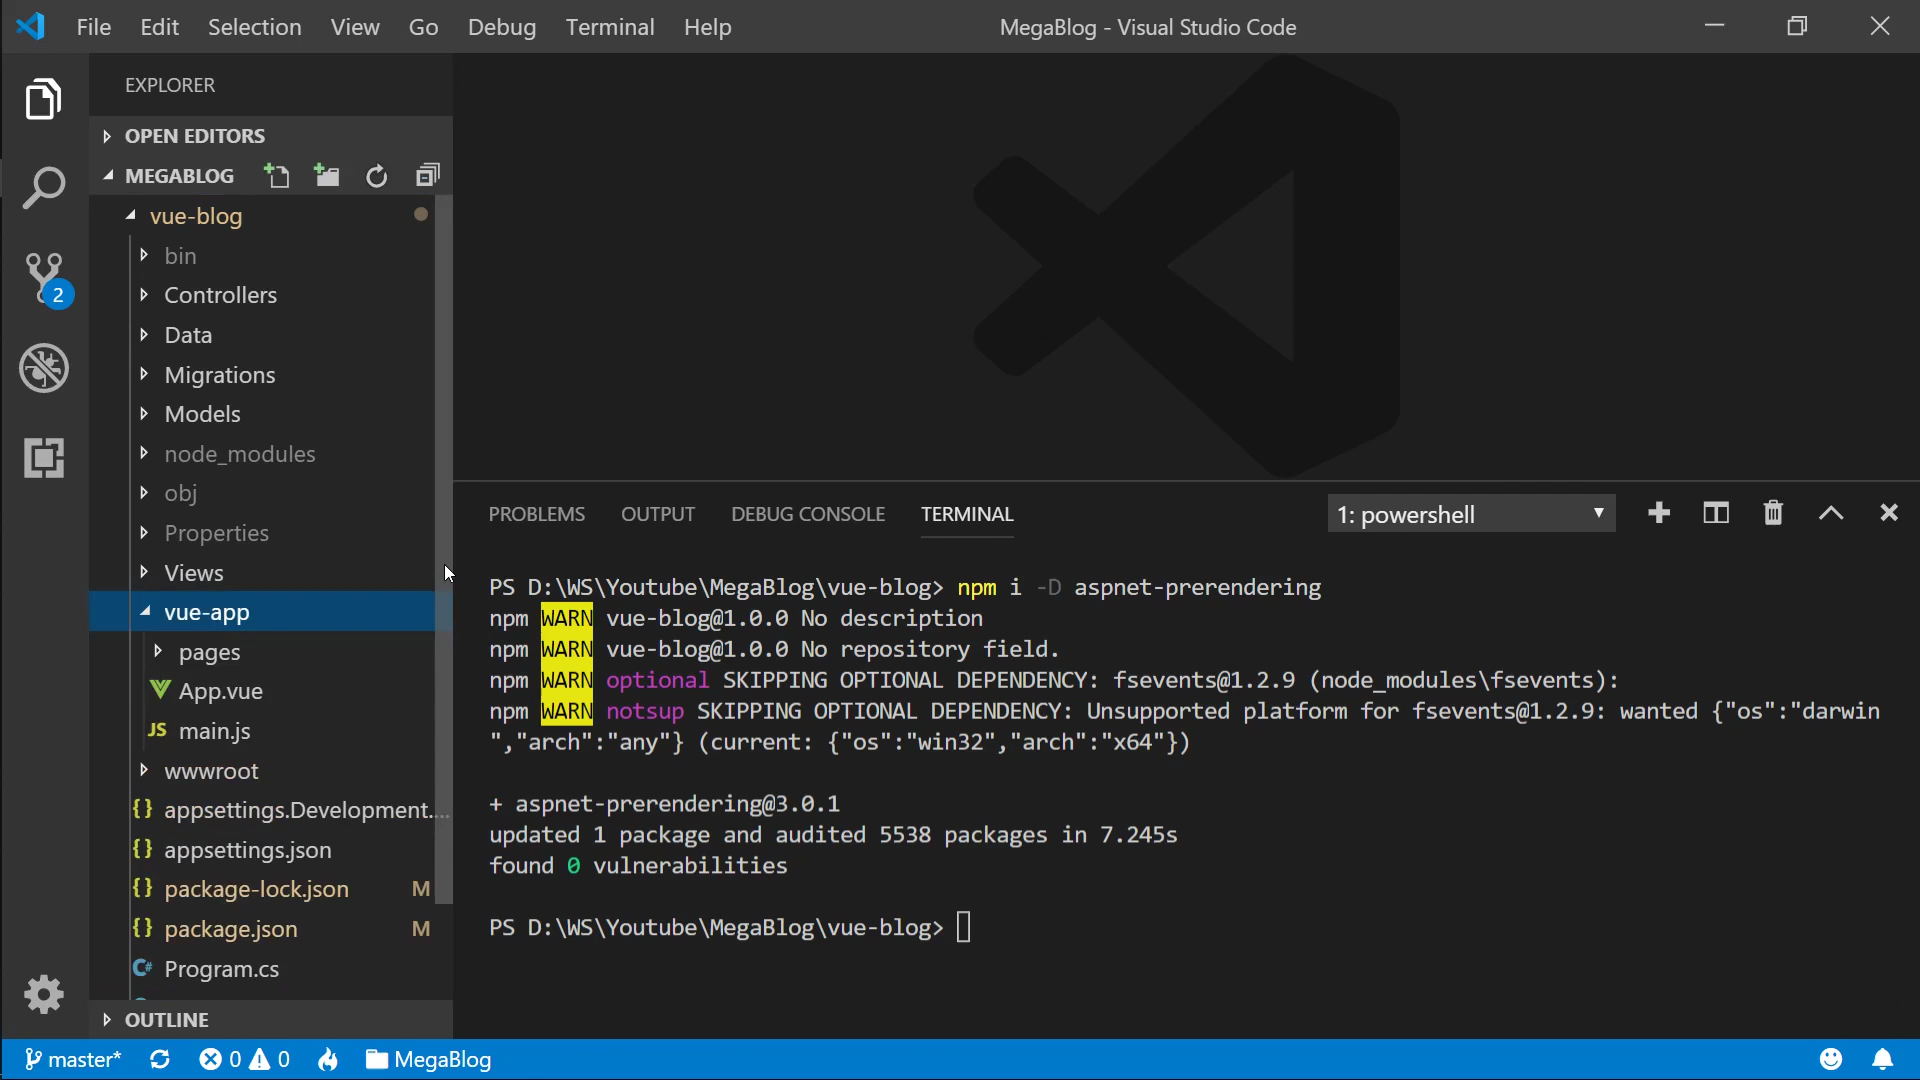 File Edit Selection View Go Debug Terminal Help
MegaBlog - Visual Studio Code
EXPLORER
OPEN EDITORS
MEGABLOG
vue-blog
bin
Controllers
Data
Migrations
Models
node_modules
obj
Properties
Views
vue-app
pages
App.vue
JS main.js
wwwroot
{} appsettings.Development....
{} appsettings.json
{} package-lock.json M
{} package.json M
C# Program.cs
OUTLINE
2
PROBLEMS OUTPUT DEBUG CONSOLE TERMINAL
1: powershell
PS D:\WS\Youtube\MegaBlog\vue-blog> npm i -D aspnet-prerendering
npm WARN vue-blog@1.0.0 No description
npm WARN vue-blog@1.0.0 No repository field.
npm WARN optional SKIPPING OPTIONAL DEPENDENCY: fsevents@1.2.9 (node_modules\fsevents):
npm WARN notsup SKIPPING OPTIONAL DEPENDENCY: Unsupported platform for fsevents@1.2.9: wanted {"os":"darwin
","arch":"any"} (current: {"os":"win32","arch":"x64"})
+ aspnet-prerendering@3.0.1
updated 1 package and audited 5538 packages in 7.245s
found 0 vulnerabilities
PS D:\WS\Youtube\MegaBlog\vue-blog>
master* 0 0 MegaBlog